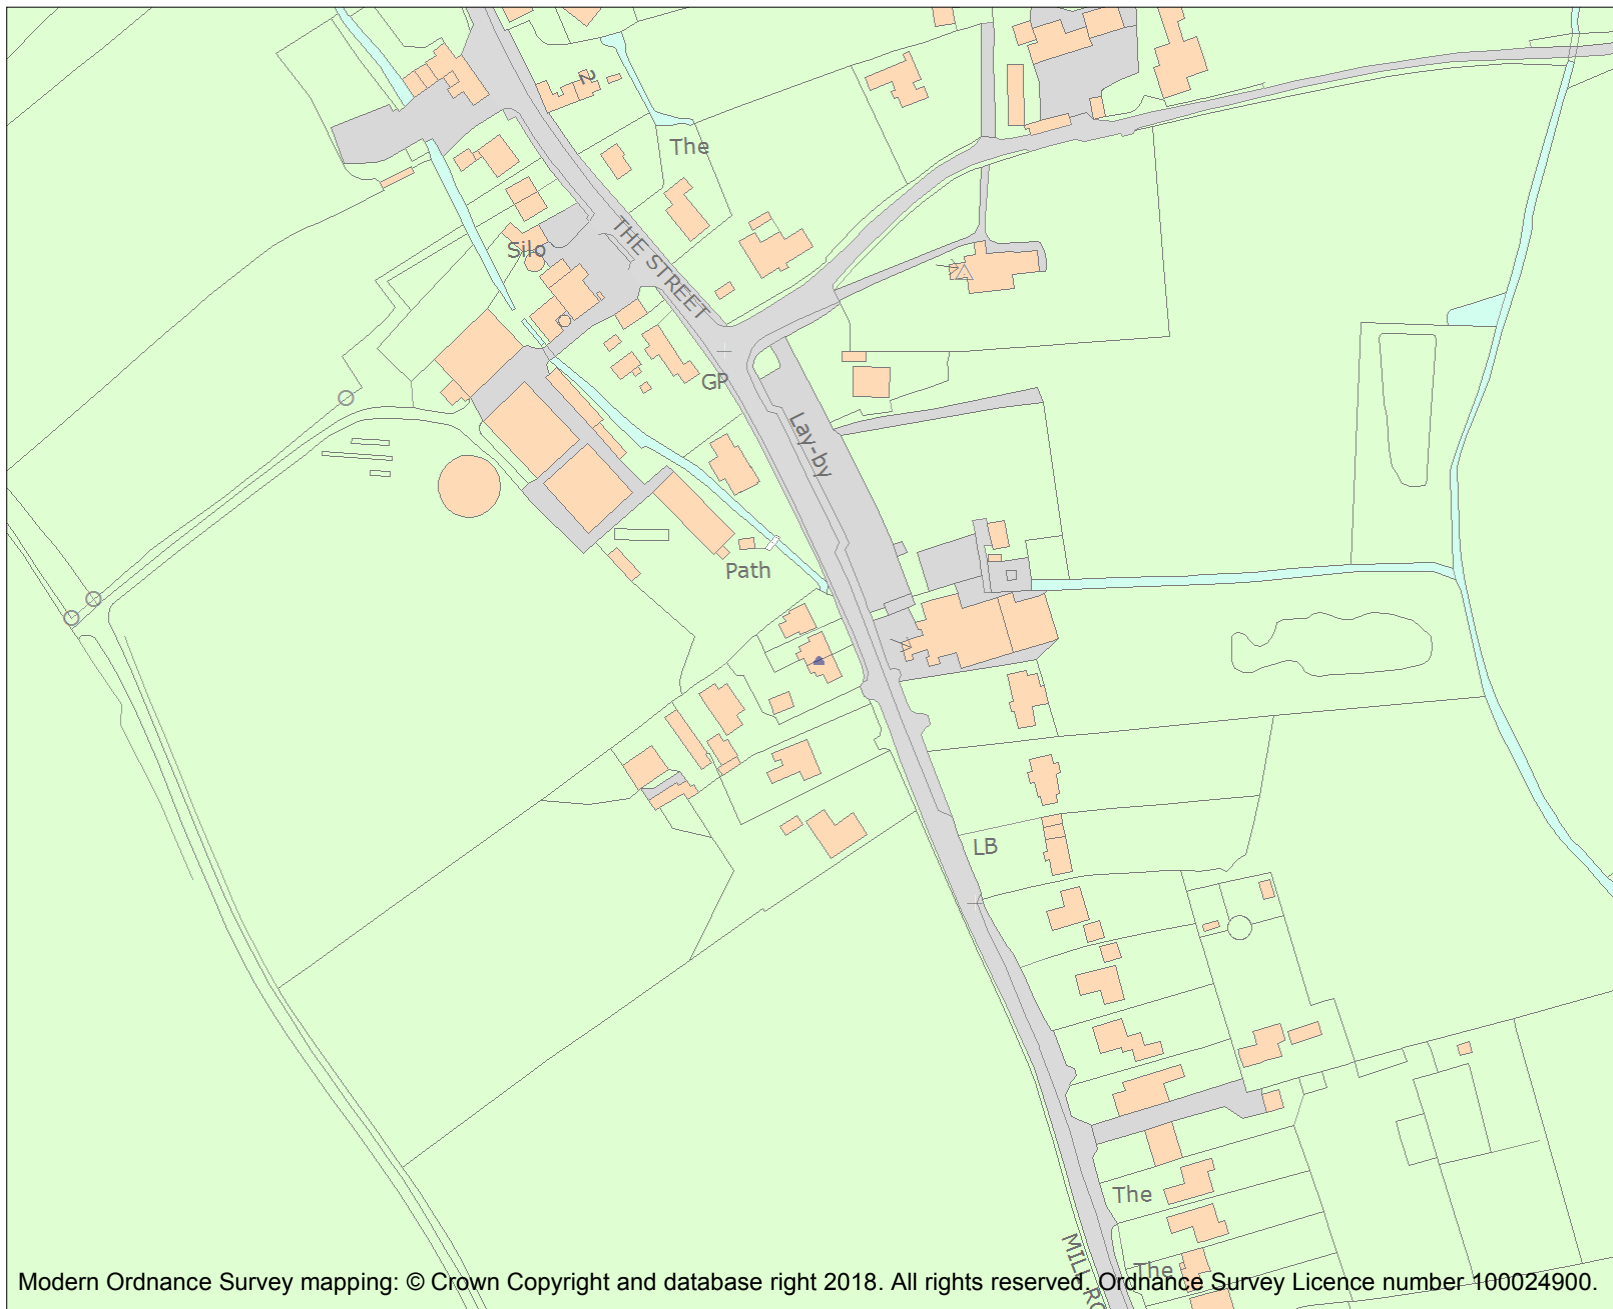 2
The
THE STREET
Silo
GP
Lay-by
Path
LB
The
MILL
The
Modern Ordnance Survey mapping: © Crown Copyright and database right 2018. All rights reserved. Ordnance Survey Licence number 100024900.